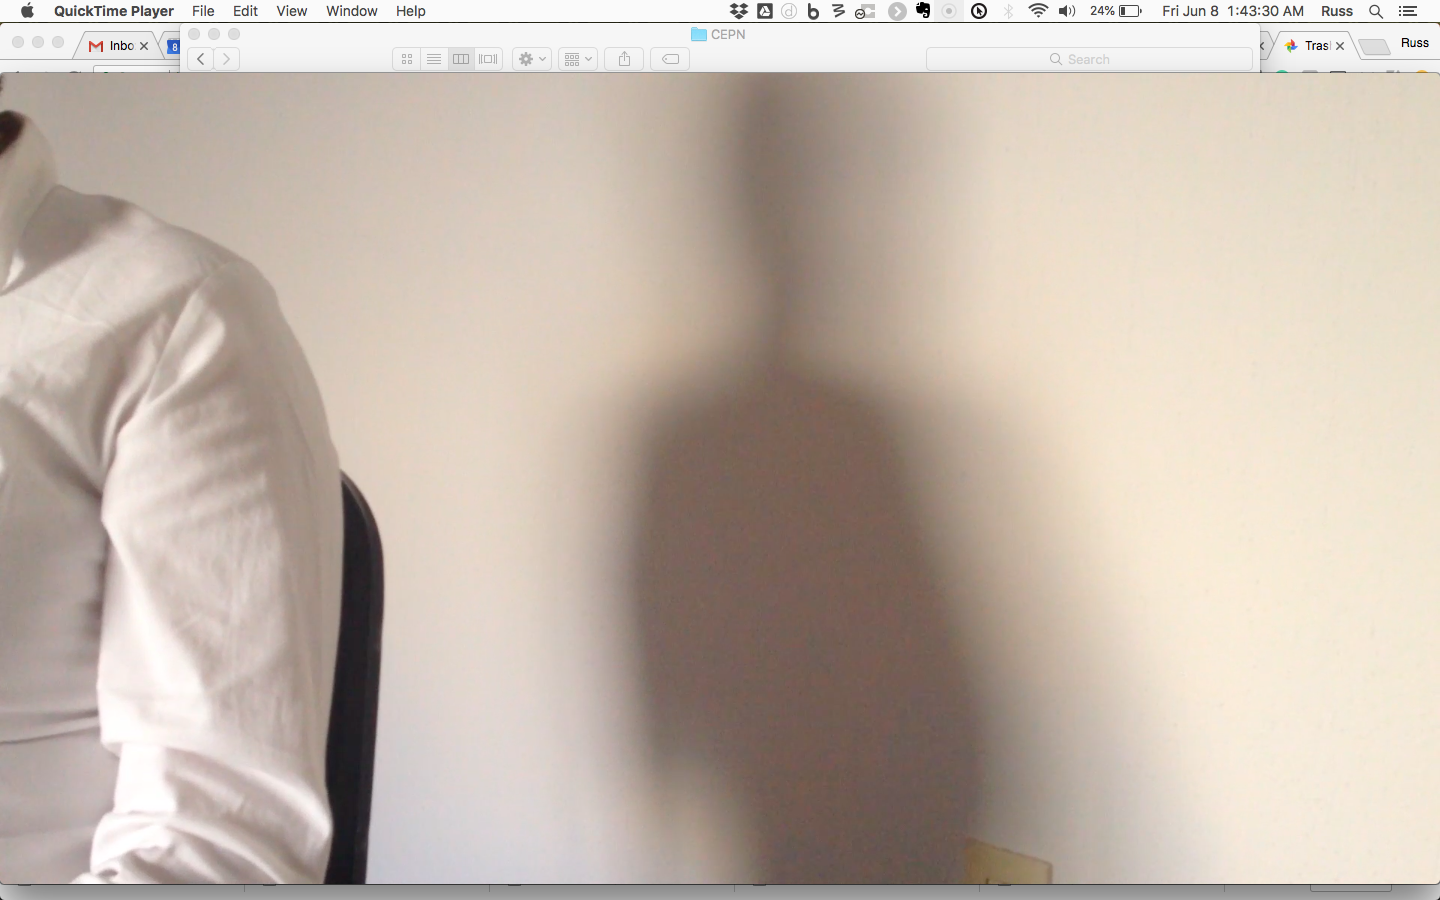 QuickTime Player File Edit View Window Help 24% Fri Jun 8 1:43:30 AM Russ
CEPN
Inbo 8 Tras Russ
Search